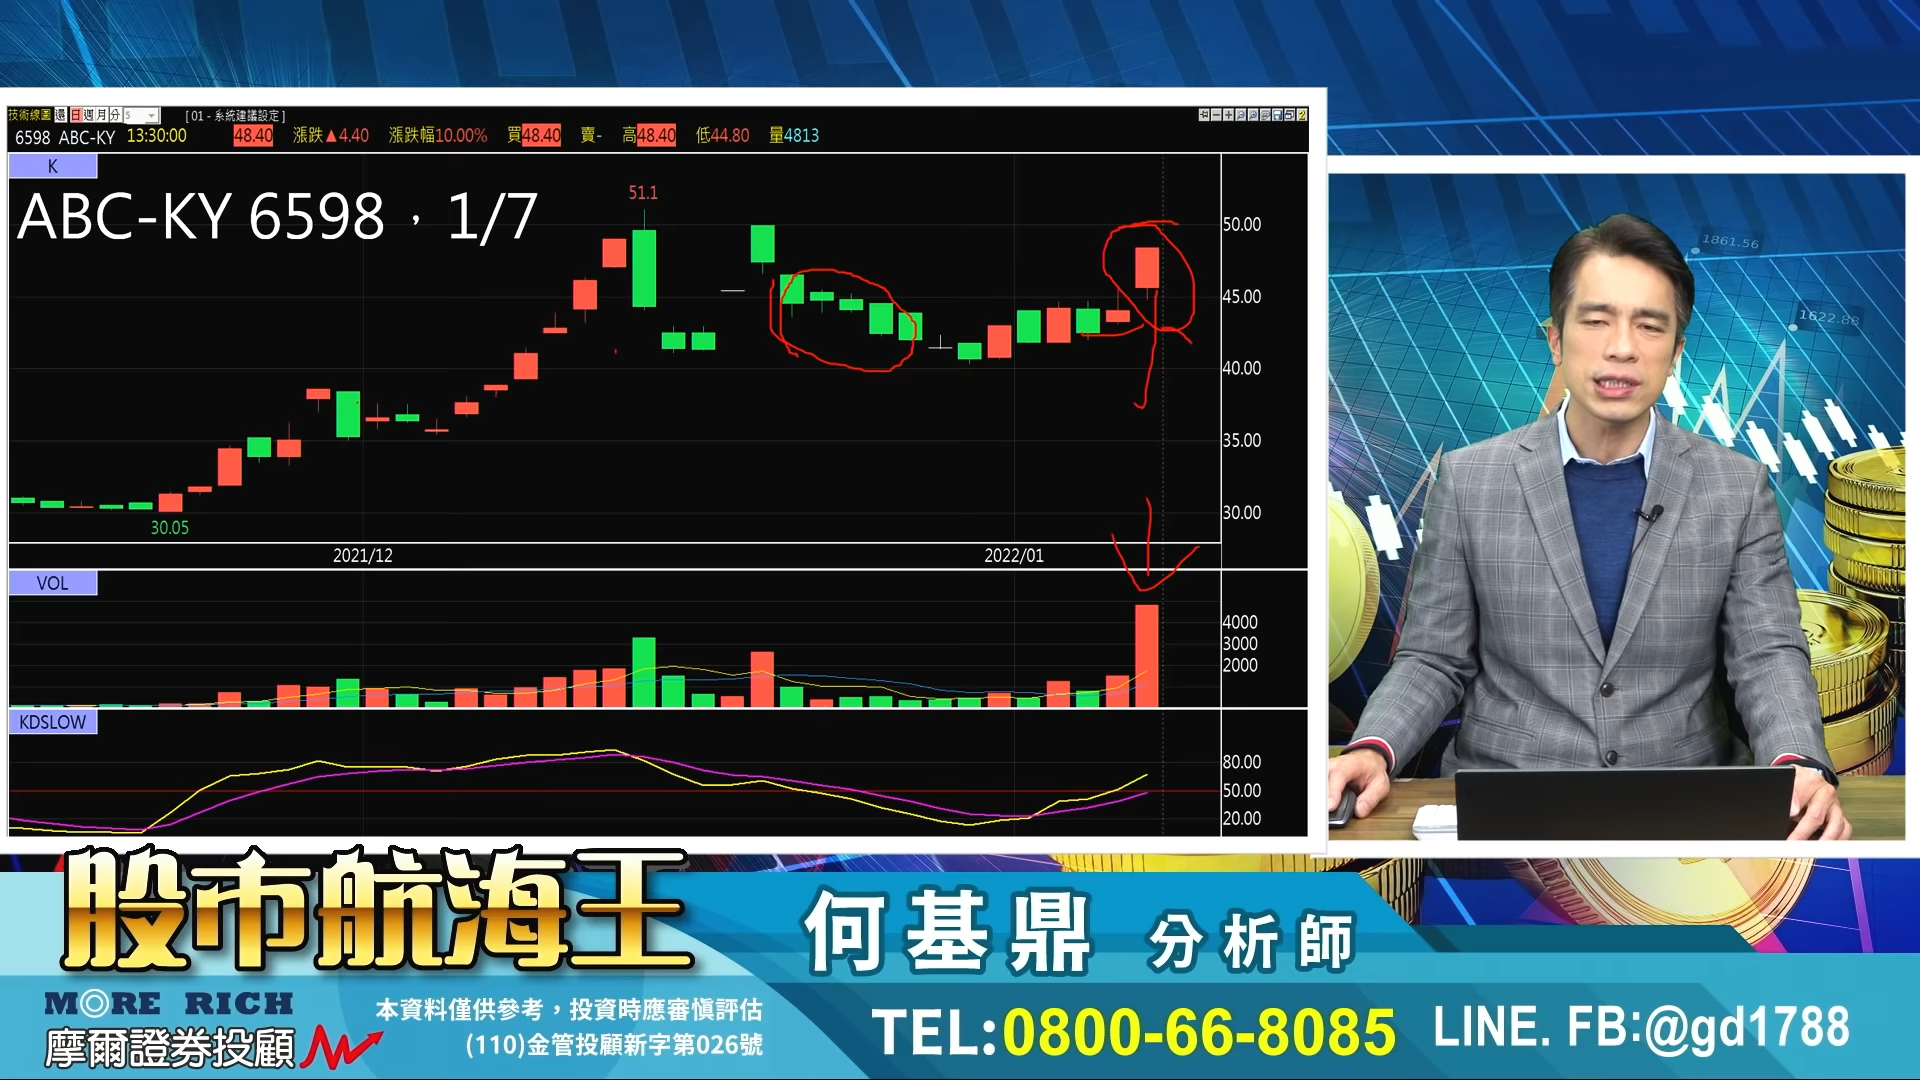 技術線圖 還 日 週 月 分 5 [ 01 - 系統建議設定 ]
6598 ABC-KY 13:30:00 48.40 漲跌▲4.40 漲跌幅10.00% 買48.40 賣- 高48.40 低44.80 量4813
K
ABC-KY 6598，1/7
51.1
30.05
50.00
45.00
40.00
35.00
30.00
2021/12 2022/01
VOL
4000
3000
2000
KDSLOW
80.00
50.00
20.00
1861.56
1622.88
股市航海王
何基鼎 分析師
MORE RICH
摩爾證券投顧
本資料僅供參考，投資時應審慎評估
(110)金管投顧新字第026號
TEL:0800-66-8085
LINE. FB:@gd1788